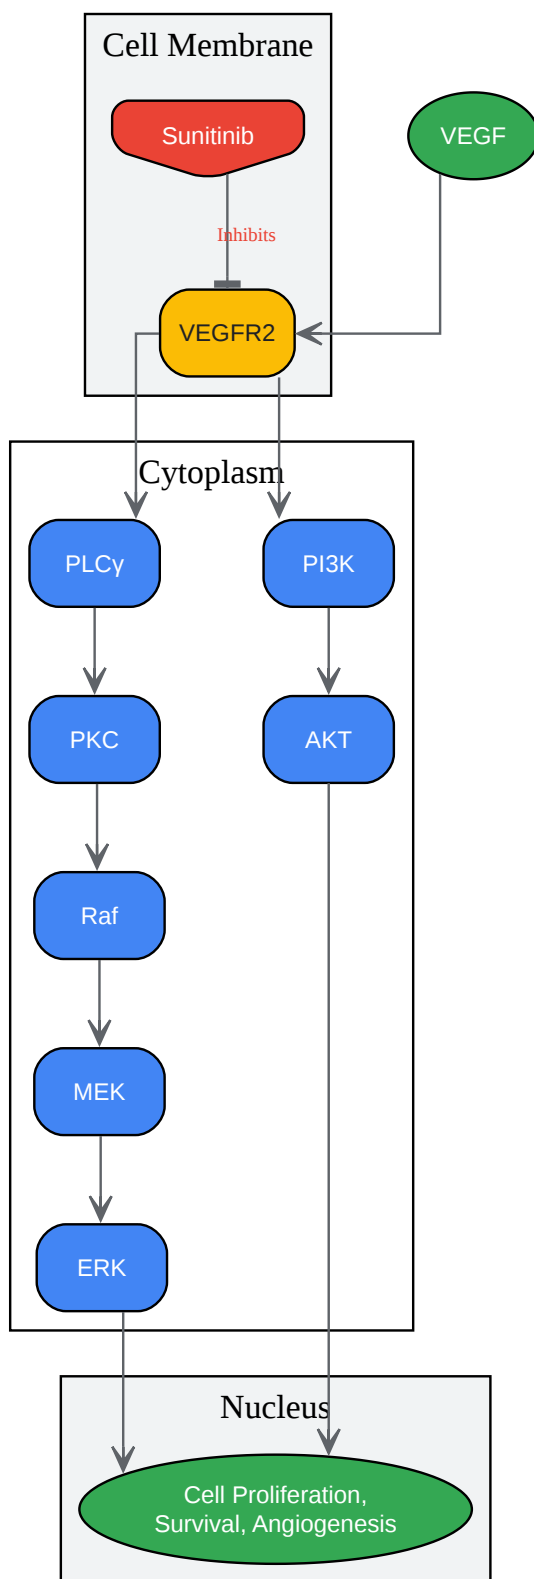 Cell Membrane
Sunitinib
VEGF
Inhibits
VEGFR2
Cytoplasm
PLCγ
PI3K
PKC
AKT
Raf
MEK
ERK
Nucleus
Cell Proliferation,
Survival, Angiogenesis